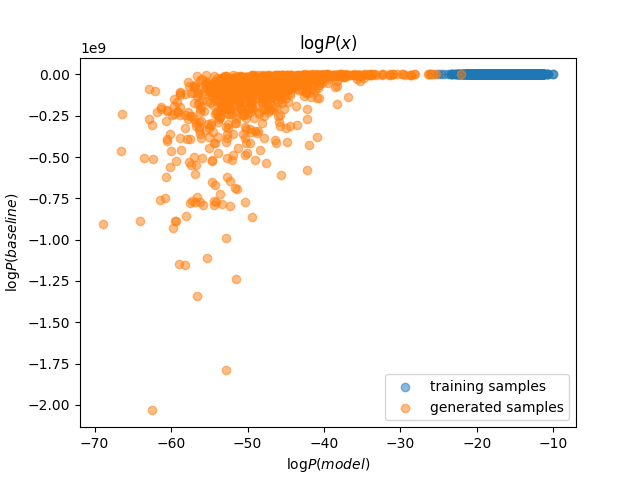 logP(x)
1e9
0.00
−0.25
−0.50
−0.75
−1.00
−1.25
−1.50
−1.75
−2.00
logP(baseline)
−70 −60 −50 −40 −30 −20 −10
logP(model)
training samples
generated samples